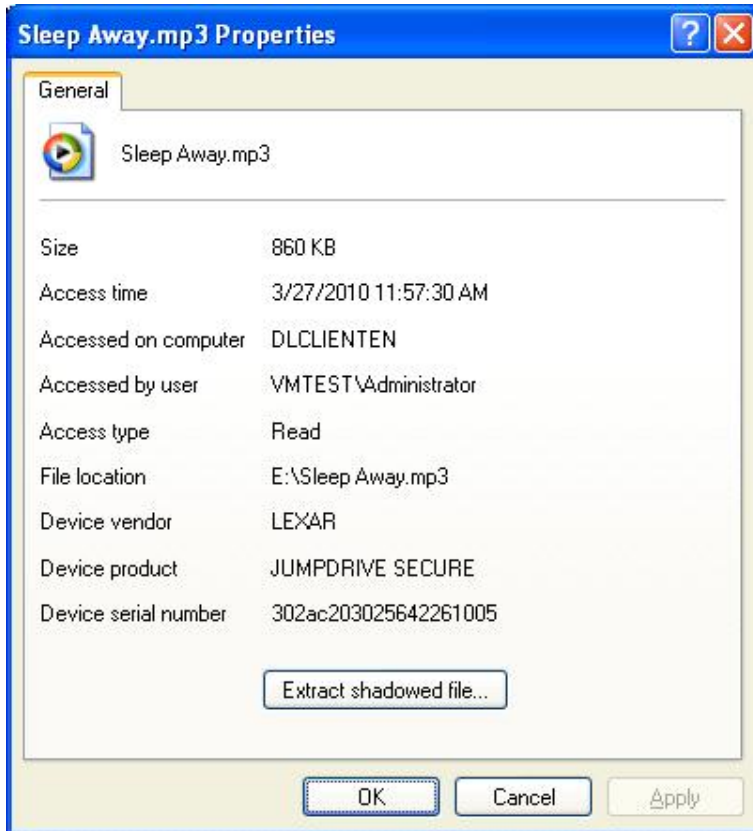 Sleep Away.mp3 Properties
General
Sleep Away.mp3
Size 860 KB
Access time 3/27/2010 11:57:30 AM
Accessed on computer DLCLIENTEN
Accessed by user VMTEST\Administrator
Access type Read
File location E:\Sleep Away.mp3
Device vendor LEXAR
Device product JUMPDRIVE SECURE
Device serial number 302ac203025642261005
Extract shadowed file...
OK Cancel Apply